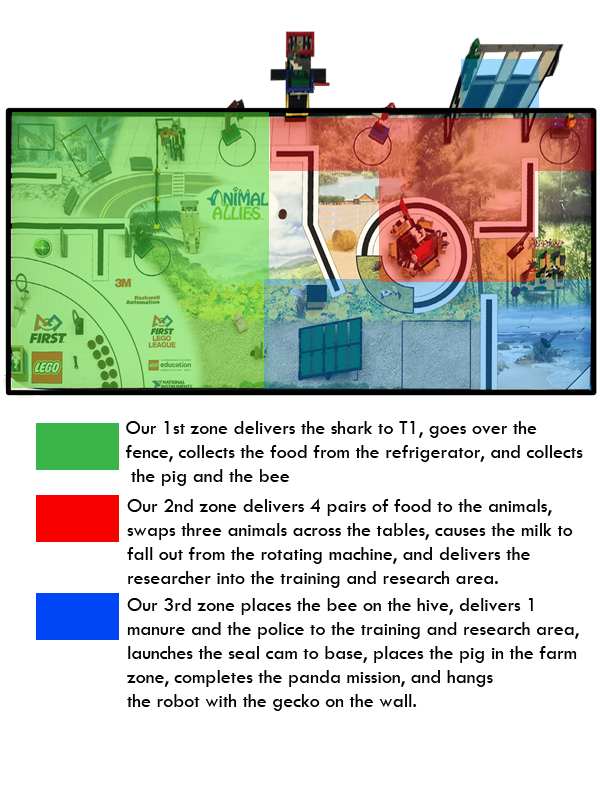 ANIMAL
ALLIES
3M
Rockwell
Automation
FIRST
FIRST
LEGO
LEAGUE
LEGO
education
NATIONAL
INSTRUMENTS
Our 1st zone delivers the shark to T1, goes over the
fence, collects the food from the refrigerator, and collects
the pig and the bee
Our 2nd zone delivers 4 pairs of food to the animals,
swaps three animals across the tables, causes the milk to
fall out from the rotating machine, and delivers the
researcher into the training and research area.
Our 3rd zone places the bee on the hive, delivers 1
manure and the police to the training and research area,
launches the seal cam to base, places the pig in the farm
zone, completes the panda mission, and hangs
the robot with the gecko on the wall.